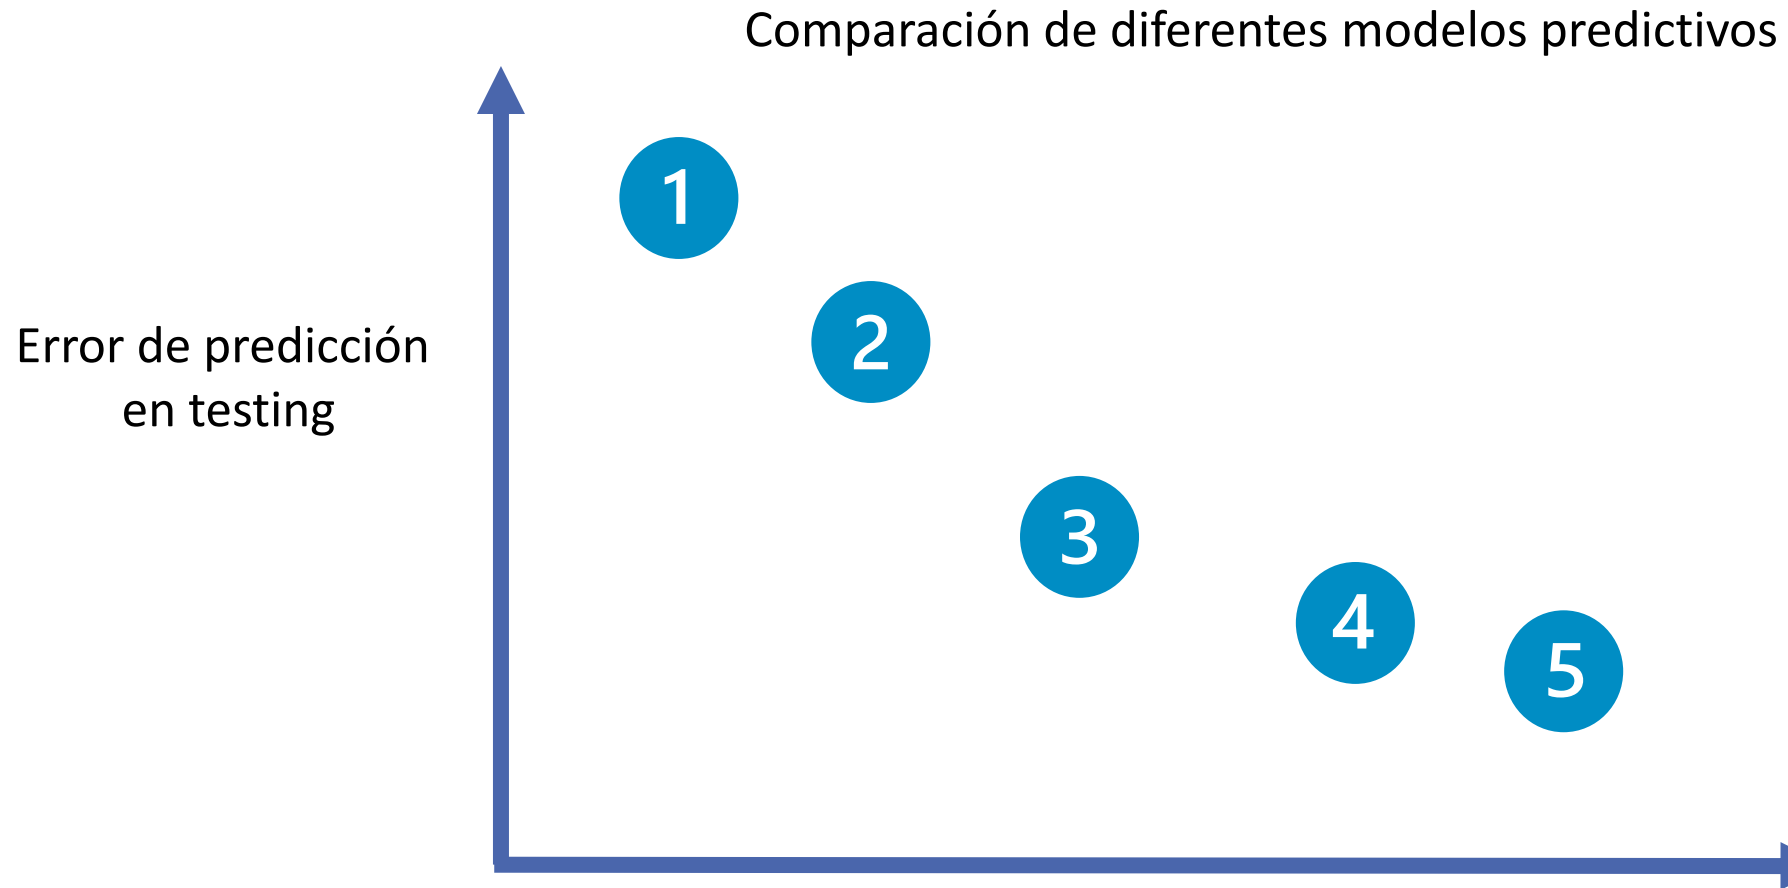 Comparación de diferentes modelos predictivos
1
2
Error de predicción
en testing
3
4
5